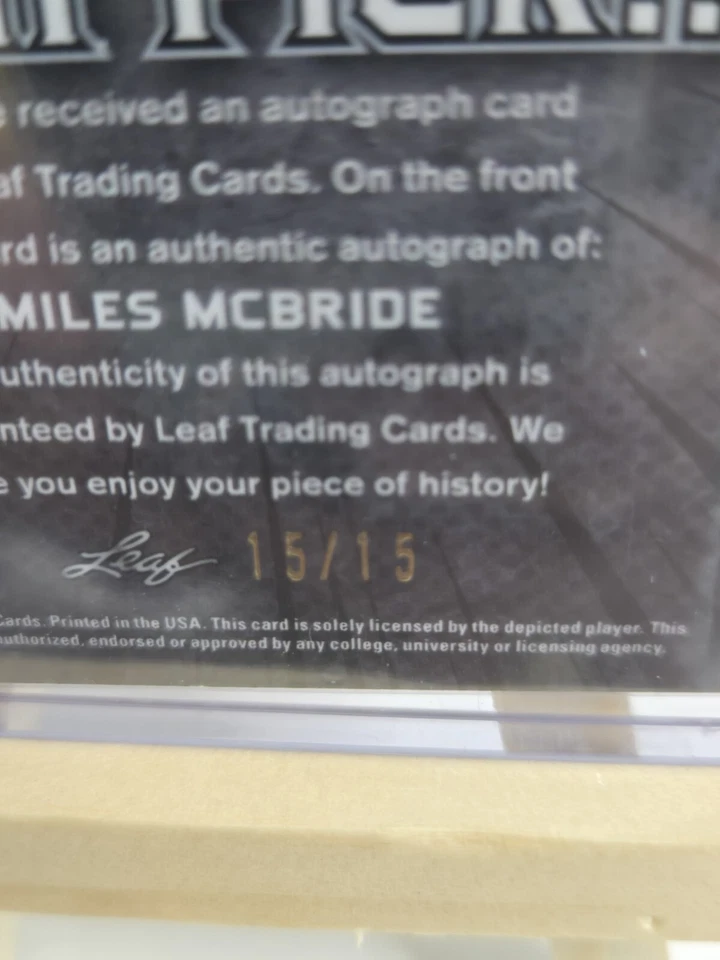 received an autograph card
af Trading Cards. On the front
rd is an authentic autograph of:
MILES MCBRIDE
uthenticity of this autograph is
nteed by Leaf Trading Cards. We
e you enjoy your piece of history!
Leaf 15/15
Cards. Printed in the USA. This card is solely licensed by the depicted player. This
authorized, endorsed or approved by any college, university or licensing agency.